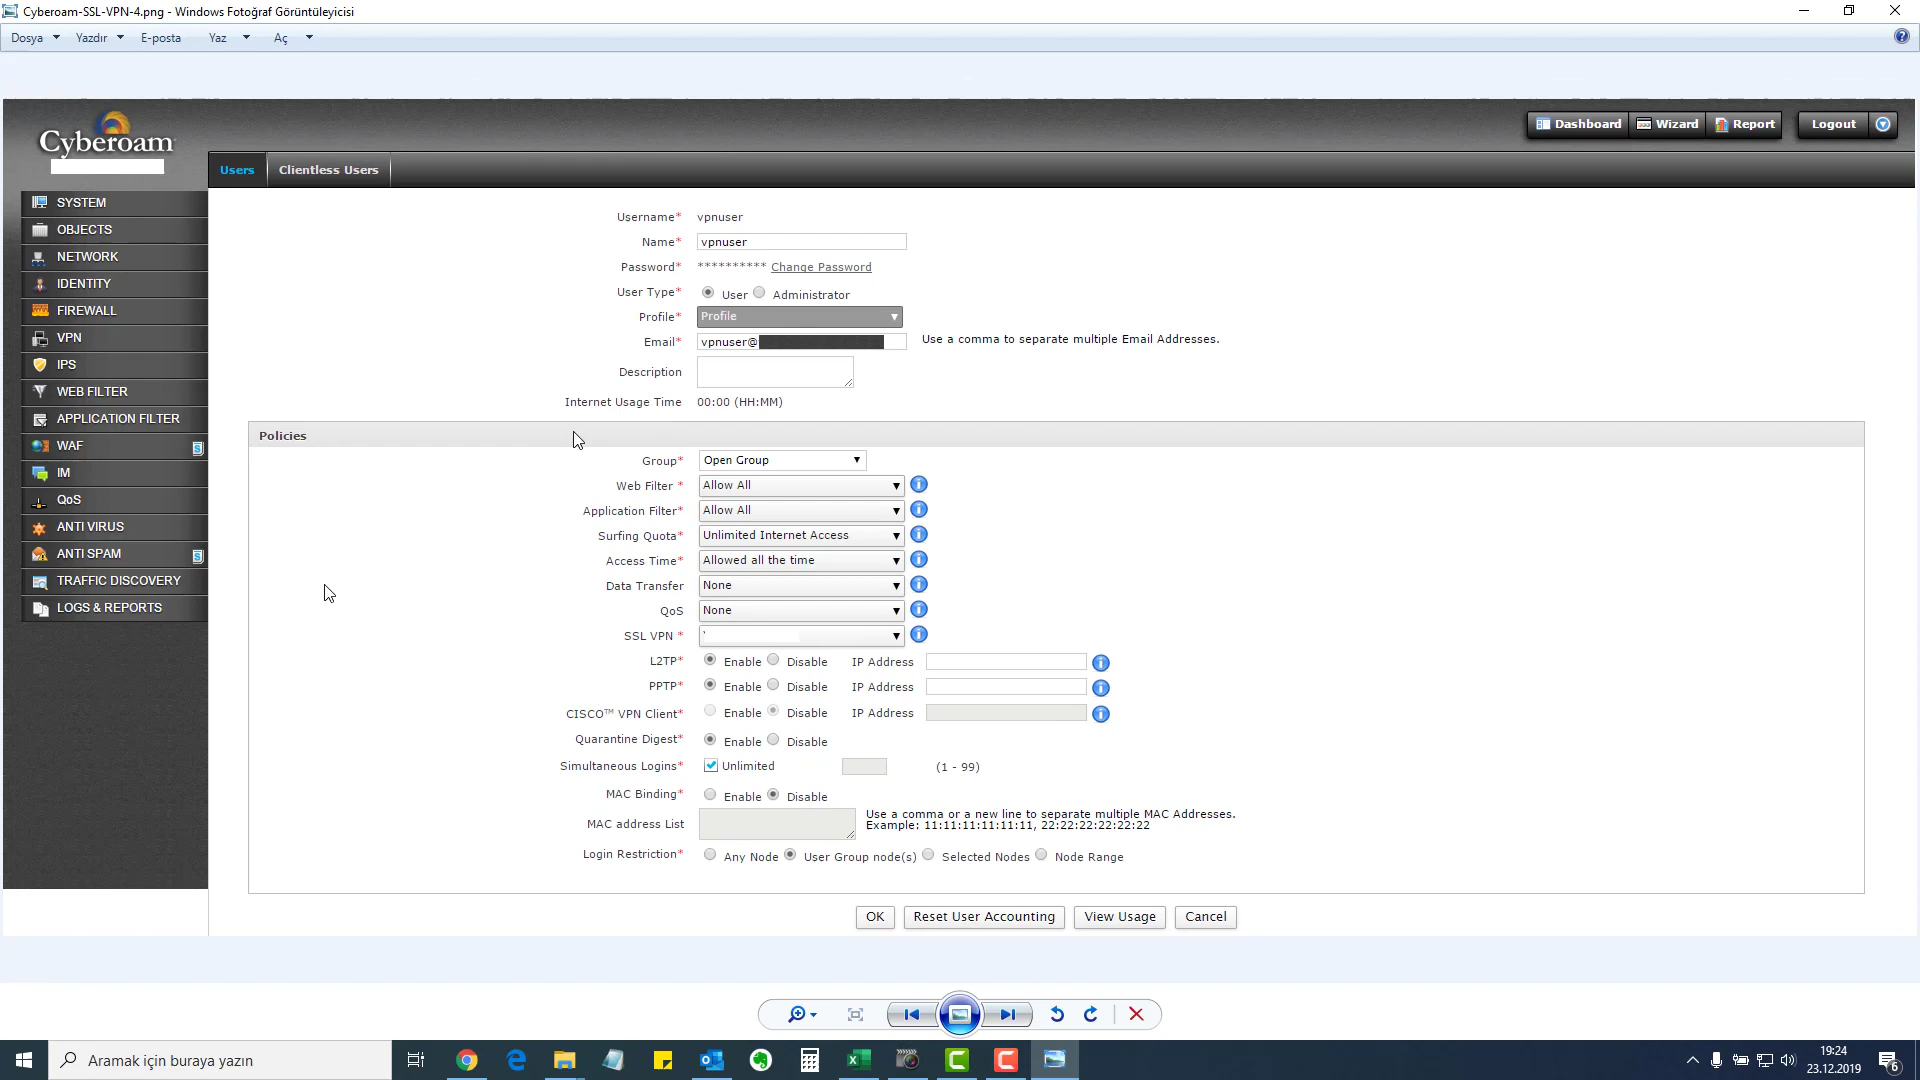 Cyberoam-SSL-VPN-4.png - Windows Fotoğraf Görüntüleyicisi
Dosya Yazdır E-posta Yaz Aç
Cyberoam
Dashboard Wizard Report Logout
Users Clientless Users
SYSTEM
OBJECTS
NETWORK
IDENTITY
FIREWALL
VPN
IPS
WEB FILTER
APPLICATION FILTER
WAF
IM
QoS
ANTI VIRUS
ANTI SPAM
TRAFFIC DISCOVERY
LOGS & REPORTS
Username* vpnuser
Name* vpnuser
Password* ********** Change Password
User Type* User Administrator
Profile* Profile
Email* vpnuser@ Use a comma to separate multiple Email Addresses.
Description
Internet Usage Time 00:00 (HH:MM)
Policies
Group* Open Group
Web Filter * Allow All
Application Filter* Allow All
Surfing Quota* Unlimited Internet Access
Access Time* Allowed all the time
Data Transfer None
QoS None
SSL VPN *
L2TP* Enable Disable IP Address
PPTP* Enable Disable IP Address
CISCO™ VPN Client* Enable Disable IP Address
Quarantine Digest* Enable Disable
Simultaneous Logins* Unlimited (1 - 99)
MAC Binding* Enable Disable
MAC address List Use a comma or a new line to separate multiple MAC Addresses.
Example: 11:11:11:11:11:11, 22:22:22:22:22:22
Login Restriction* Any Node User Group node(s) Selected Nodes Node Range
OK Reset User Accounting View Usage Cancel
Aramak için buraya yazın
19:24
23.12.2019
6